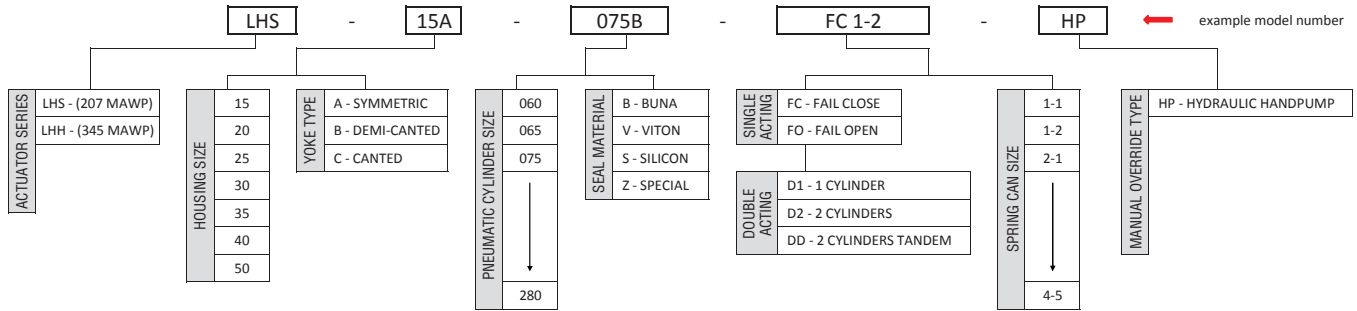 LHS - 15A - 075B - FC 1-2 - HP example model number
ACTUATOR SERIES
LHS - (207 MAWP)
LHH - (345 MAWP)
HOUSING SIZE
15
20
25
30
35
40
50
YOKE TYPE
A - SYMMETRIC
B - DEMI-CANTED
C - CANTED
PNEUMATIC CYLINDER SIZE
060
065
075
280
SEAL MATERIAL
B - BUNA
V - VITON
S - SILICON
Z - SPECIAL
SINGLE
ACTING
FC - FAIL CLOSE
FO - FAIL OPEN
DOUBLE
ACTING
D1 - 1 CYLINDER
D2 - 2 CYLINDERS
DD - 2 CYLINDERS TANDEM
SPRING CAN SIZE
1-1
1-2
2-1
4-5
MANUAL OVERRIDE TYPE
HP - HYDRAULIC HANDPUMP